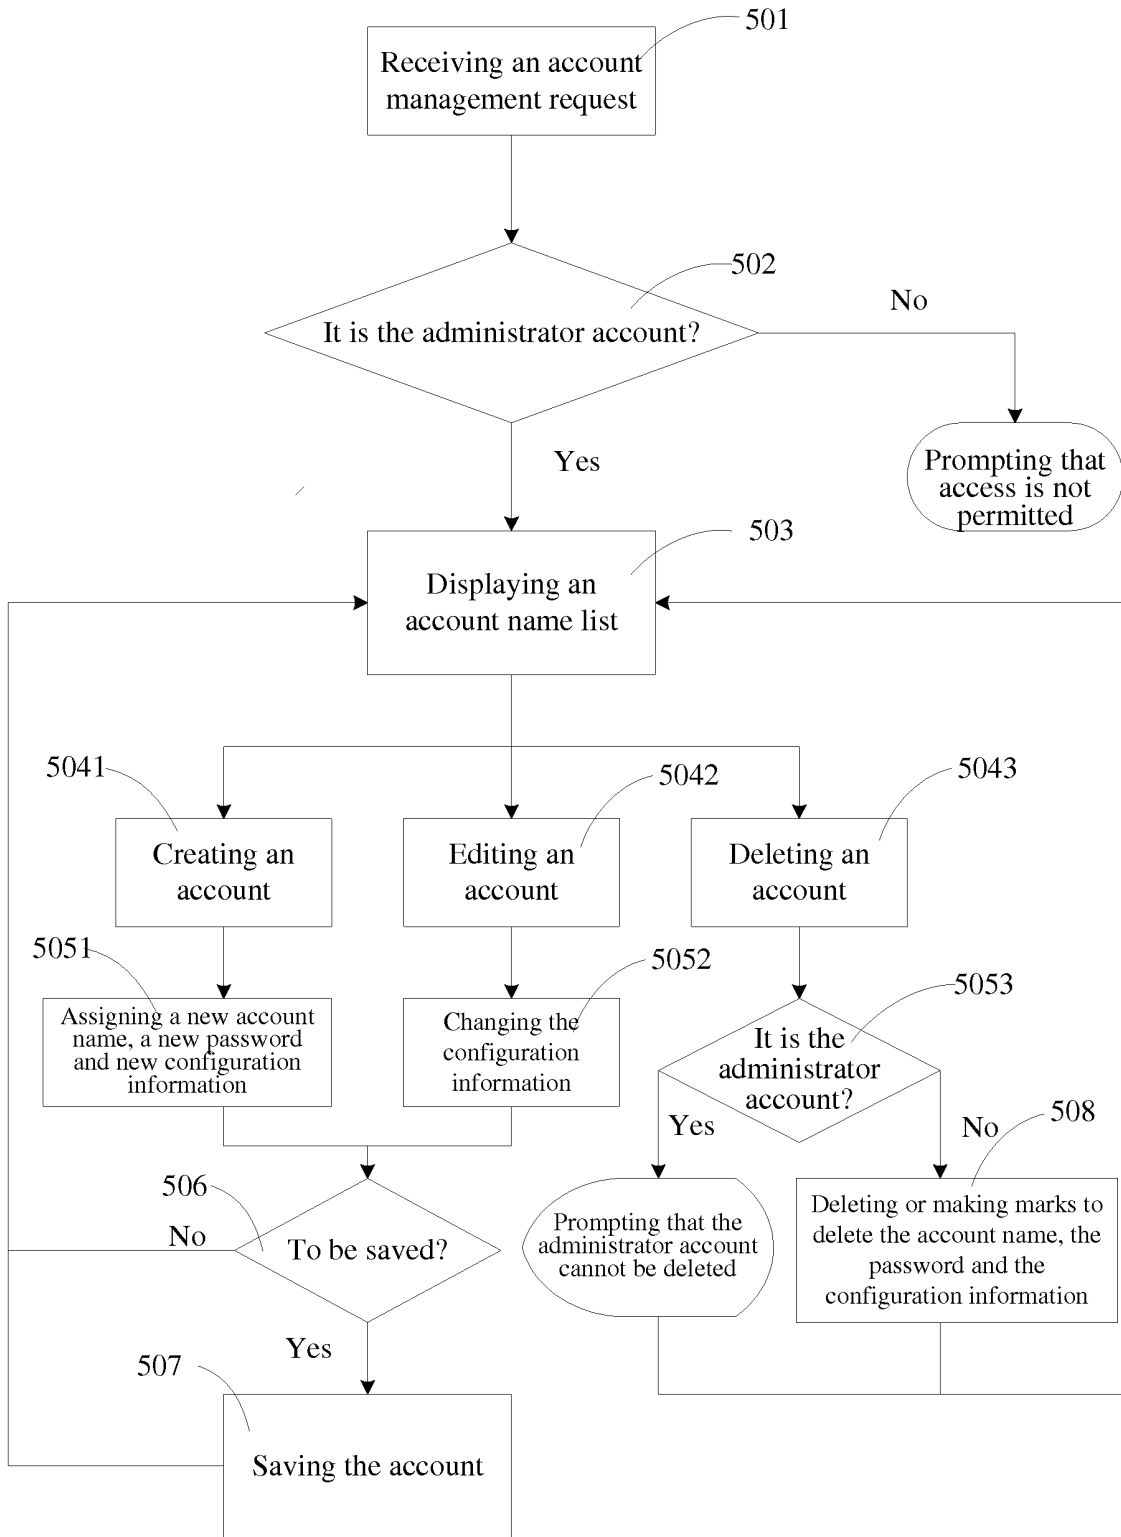 501
Receiving an account
management request
502
It is the administrator account?
No
Yes
Prompting that
access is not
permitted
503
Displaying an
account name list
5041
5042
5043
Creating an
account
Editing an
account
Deleting an
account
5051
5052
5053
Assigning a new account
name, a new password
and new configuration
information
Changing the
configuration
information
It is the
administrator
account?
Yes
No
508
506
No
To be saved?
Prompting that the
administrator account
cannot be deleted
Deleting or making marks to
delete the account name, the
password and the
configuration information
Yes
507
Saving the account